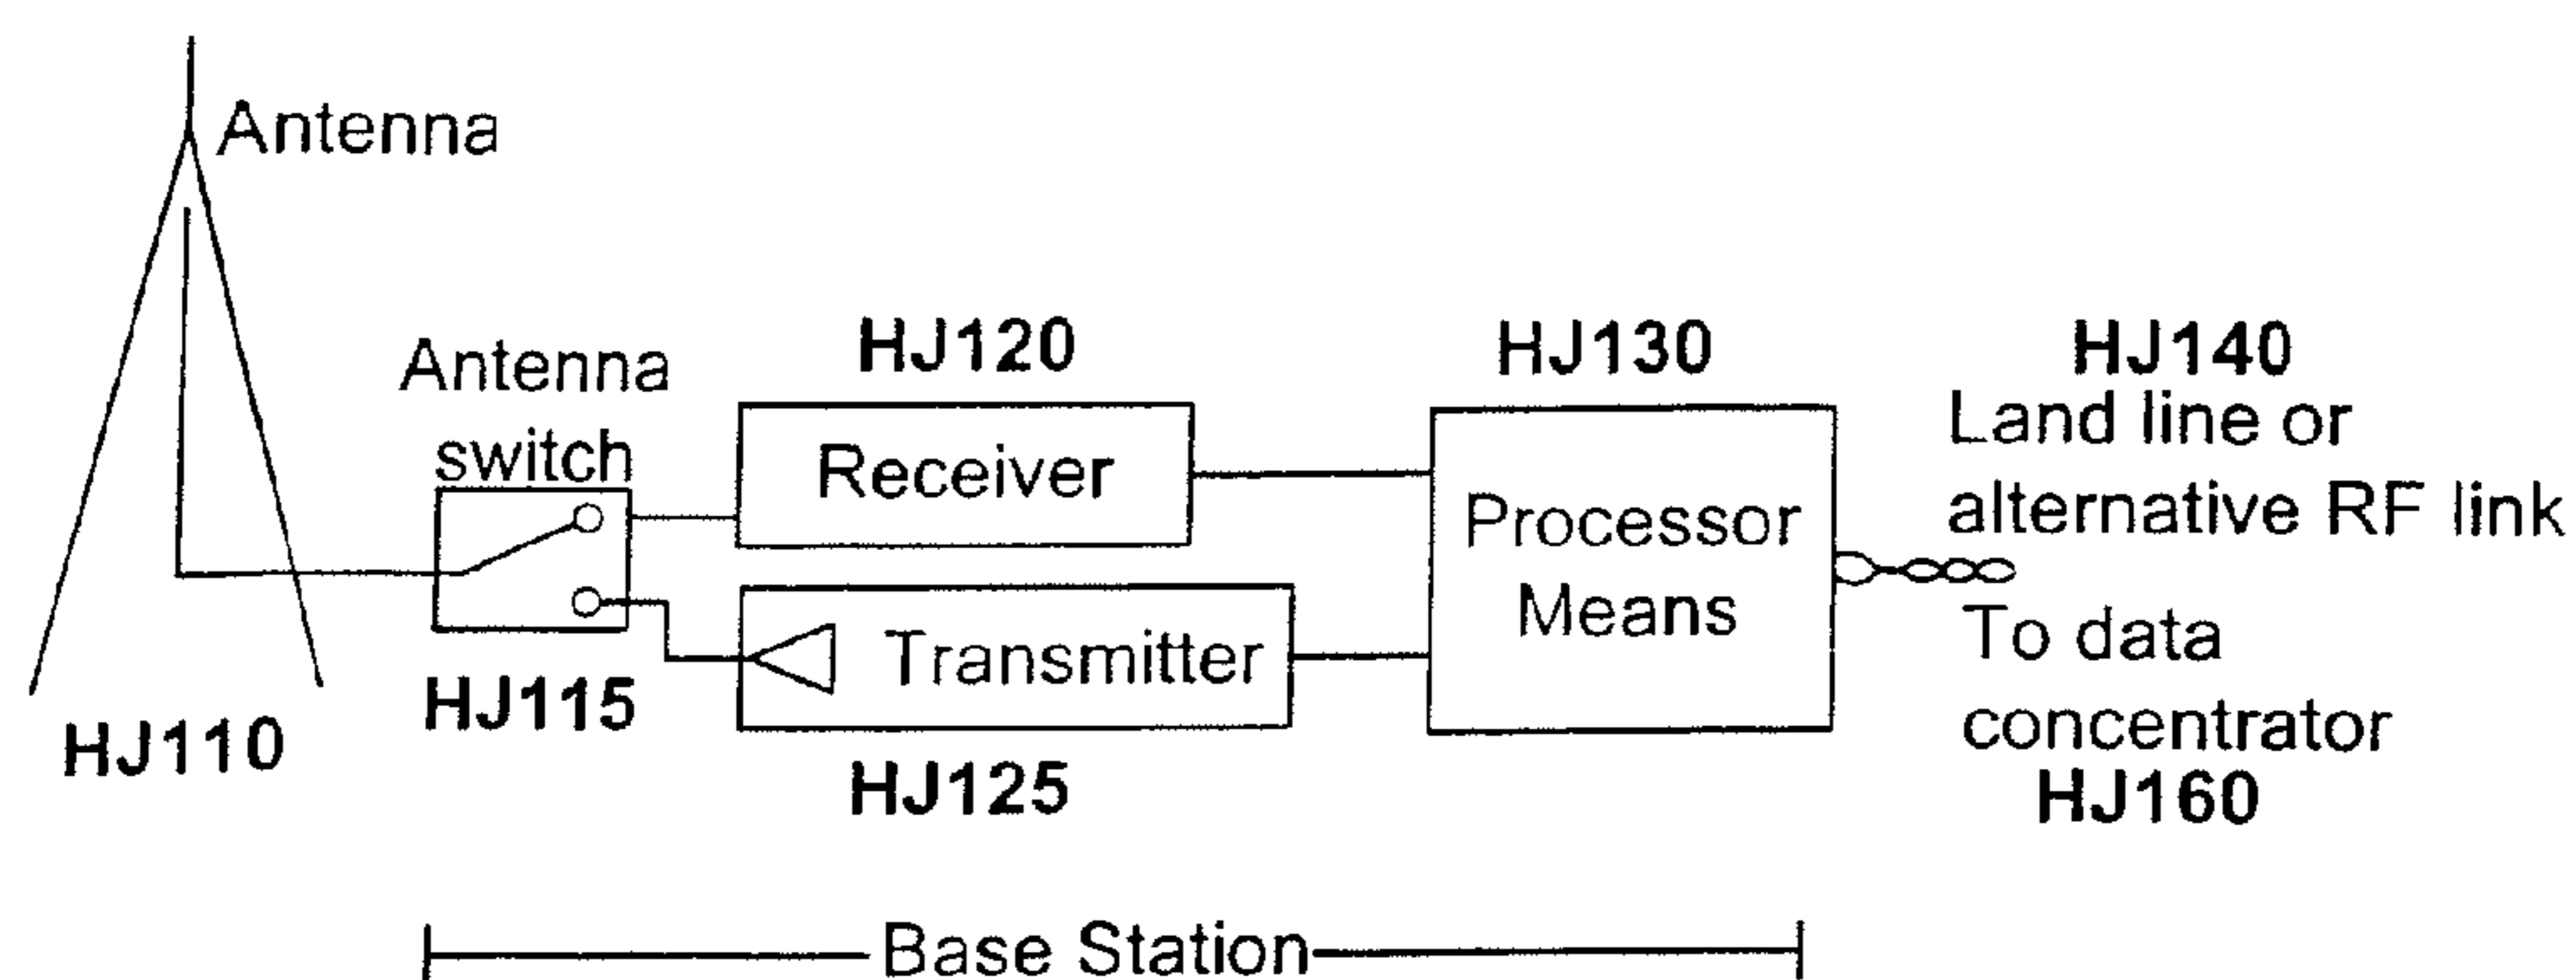 Antenna
HJ110
Antenna
switch
HJ115
HJ120
Receiver
Transmitter
HJ125
HJ130
Processor
Means
HJ140
Land line or
alternative RF link
To data
concentrator
HJ160
Base Station